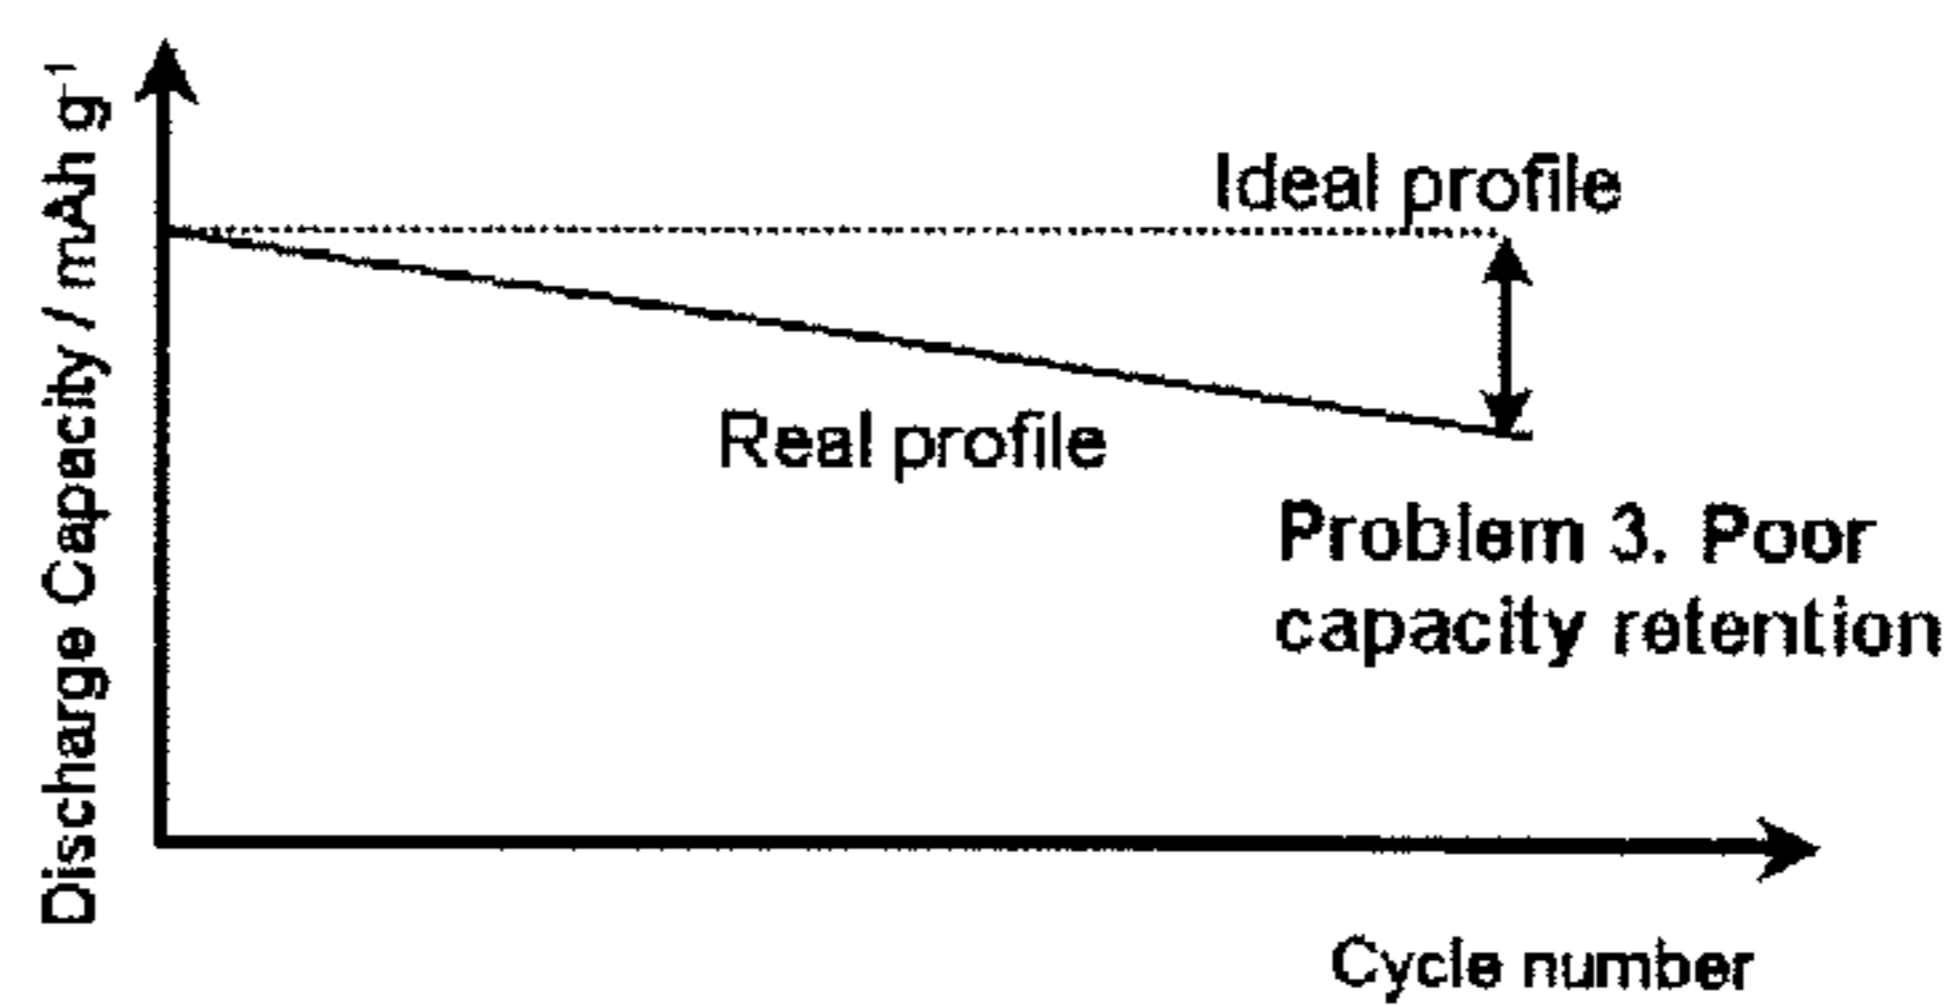 Discharge Capacity / mAh g⁻¹
Ideal profile
Real profile
Problem 3. Poor
capacity retention
Cycle number